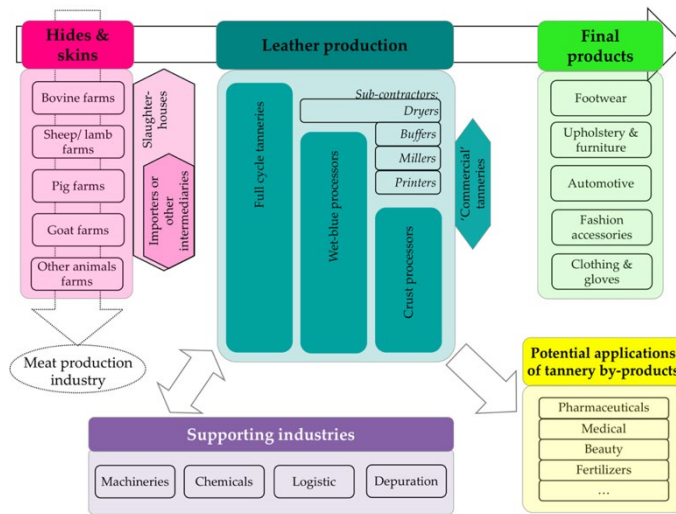 Hides &
skins
Leather production
Final
products
Bovine farms
Sheep/ lamb
farms
Pig farms
Goat farms
Other animals
farms
Slaughter-
houses
Importers or
other
intermediaries
Meat production
industry
Full cycle tanneries
Wet-blue processors
Crust processors
Sub-contractors:
Dryers
Buffers
Millers
Printers
'Commercial'
tanneries
Footwear
Upholstery &
furniture
Automotive
Fashion
accessories
Clothing &
gloves
Potential applications
of tannery by-products
Pharmaceuticals
Medical
Beauty
Fertilizers
…
Supporting industries
Machineries
Chemicals
Logistic
Depuration